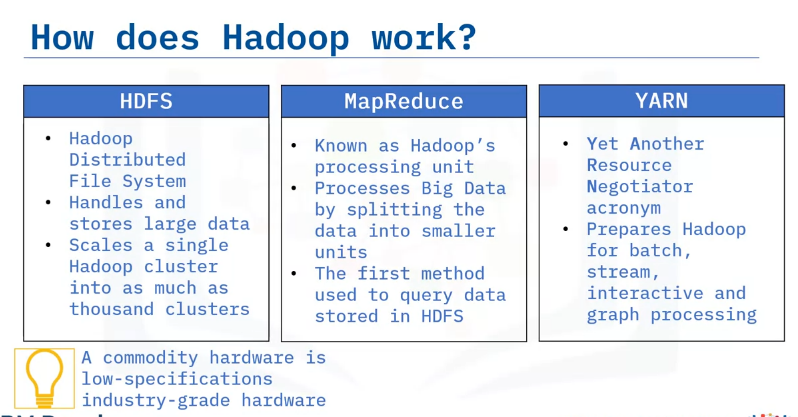 How does Hadoop work?
HDFS
• Hadoop
Distributed
File System
• Handles and
stores large data
• Scales a single
Hadoop cluster
into as much as
thousand clusters
MapReduce
• Known as Hadoop's
processing unit
• Processes Big Data
by splitting the
data into smaller
units
• The first method
used to query data
stored in HDFS
YARN
• Yet Another
Resource
Negotiator
acronym
• Prepares Hadoop
for batch,
stream,
interactive and
graph processing
A commodity hardware is
low-specifications
industry-grade hardware